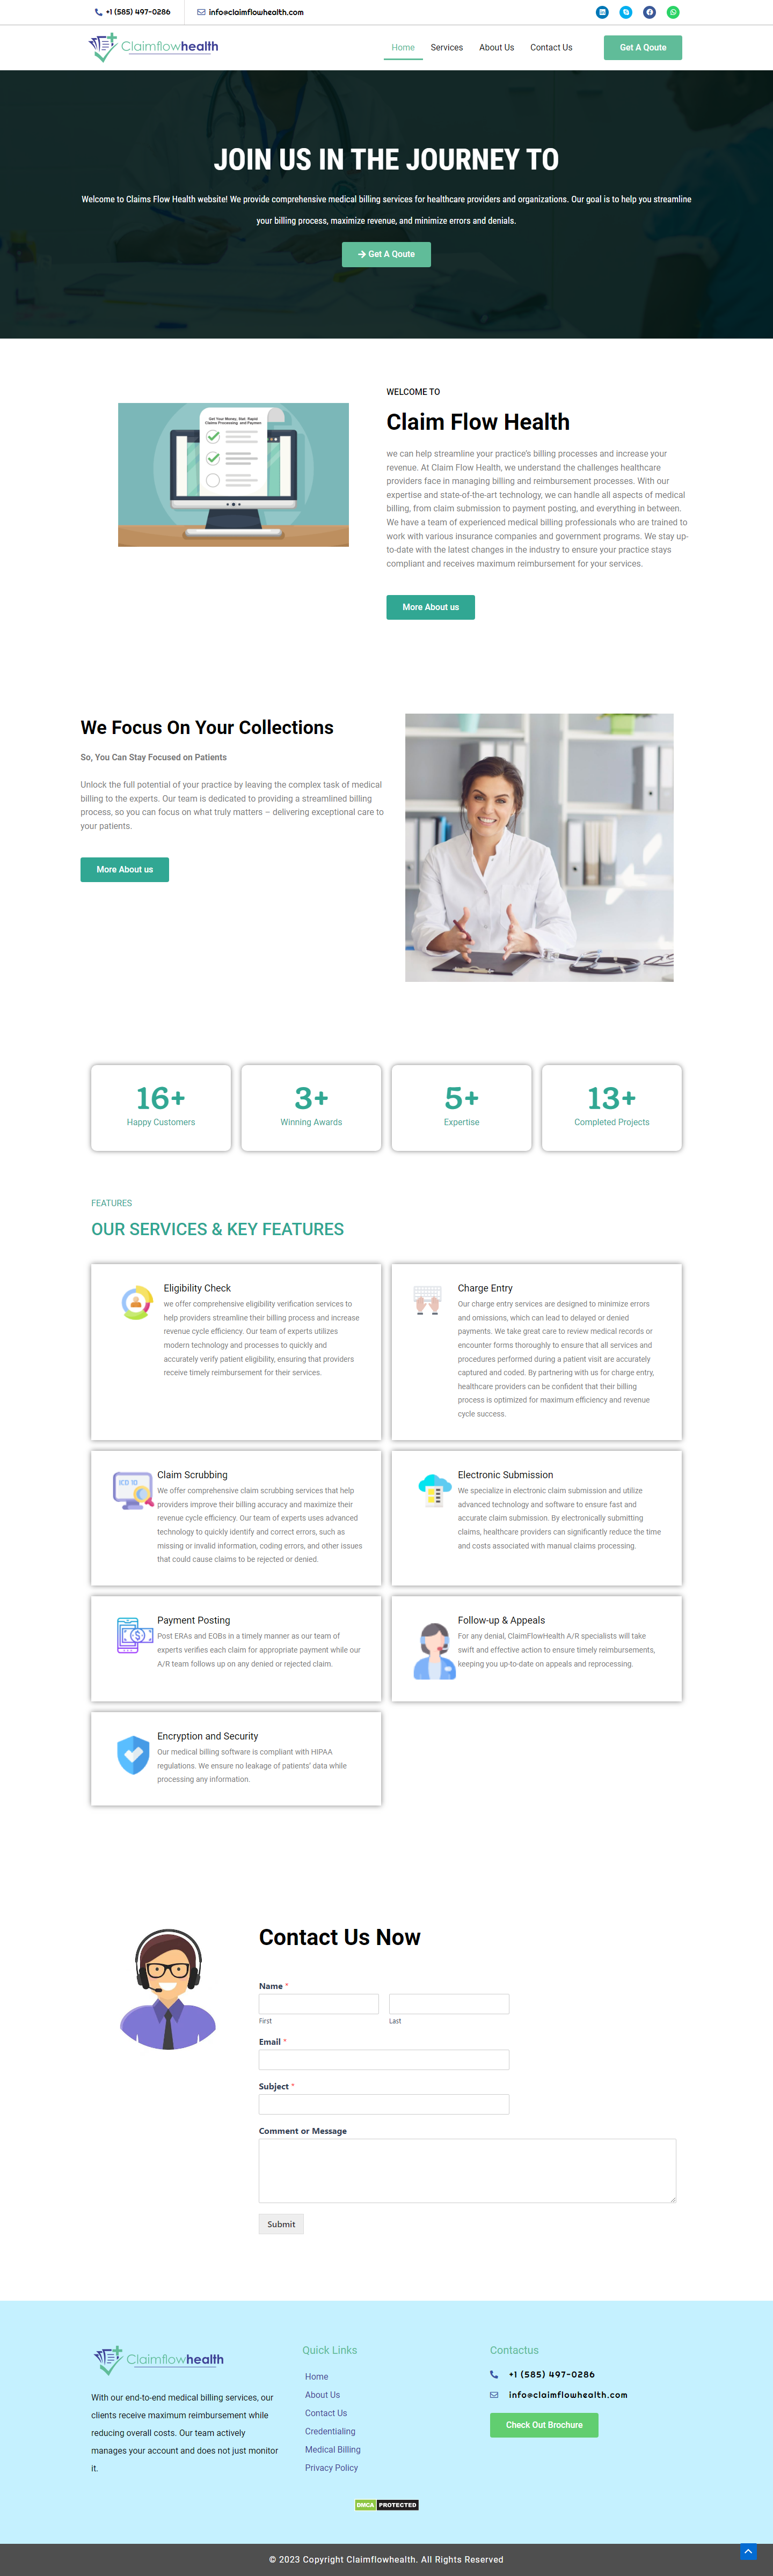 +1 (585) 497-0286
info@claimflowhealth.com
Claimflowhealth
Home
Services
About Us
Contact Us
Get A Qoute
JOIN US IN THE JOURNEY TO
Welcome to Claims Flow Health website! We provide comprehensive medical billing services for healthcare providers and organizations. Our goal is to help you streamline
your billing process, maximize revenue, and minimize errors and denials.
Get A Qoute
Get Your Money, Stat: Rapid
Claims Processing and Paymen
WELCOME TO
Claim Flow Health
we can help streamline your practice's billing processes and increase your
revenue. At Claim Flow Health, we understand the challenges healthcare
providers face in managing billing and reimbursement processes. With our
expertise and state-of-the-art technology, we can handle all aspects of medical
billing, from claim submission to payment posting, and everything in between.
We have a team of experienced medical billing professionals who are trained to
work with various insurance companies and government programs. We stay up-
to-date with the latest changes in the industry to ensure your practice stays
compliant and receives maximum reimbursement for your services.
More About us
We Focus On Your Collections
So, You Can Stay Focused on Patients
Unlock the full potential of your practice by leaving the complex task of medical
billing to the experts. Our team is dedicated to providing a streamlined billing
process, so you can focus on what truly matters – delivering exceptional care to
your patients.
More About us
16+
Happy Customers
3+
Winning Awards
5+
Expertise
13+
Completed Projects
FEATURES
OUR SERVICES & KEY FEATURES
Eligibility Check
we offer comprehensive eligibility verification services to
help providers streamline their billing process and increase
revenue cycle efficiency. Our team of experts utilizes
modern technology and processes to quickly and
accurately verify patient eligibility, ensuring that providers
receive timely reimbursement for their services.
Charge Entry
Our charge entry services are designed to minimize errors
and omissions, which can lead to delayed or denied
payments. We take great care to review medical records or
encounter forms thoroughly to ensure that all services and
procedures performed during a patient visit are accurately
captured and coded. By partnering with us for charge entry,
healthcare providers can be confident that their billing
process is optimized for maximum efficiency and revenue
cycle success.
ICD 10
Claim Scrubbing
We offer comprehensive claim scrubbing services that help
providers improve their billing accuracy and maximize their
revenue cycle efficiency. Our team of experts uses advanced
technology to quickly identify and correct errors, such as
missing or invalid information, coding errors, and other issues
that could cause claims to be rejected or denied.
Electronic Submission
We specialize in electronic claim submission and utilize
advanced technology and software to ensure fast and
accurate claim submission. By electronically submitting
claims, healthcare providers can significantly reduce the time
and costs associated with manual claims processing.
Payment Posting
Post ERAs and EOBs in a timely manner as our team of
experts verifies each claim for appropriate payment while our
A/R team follows up on any denied or rejected claim.
Follow-up & Appeals
For any denial, ClaimFlowHealth A/R specialists will take
swift and effective action to ensure timely reimbursements,
keeping you up-to-date on appeals and reprocessing.
Encryption and Security
Our medical billing software is compliant with HIPAA
regulations. We ensure no leakage of patients' data while
processing any information.
Contact Us Now
Name *
First
Last
Email *
Subject *
Comment or Message
Submit
Claimflowhealth
With our end-to-end medical billing services, our
clients receive maximum reimbursement while
reducing overall costs. Our team actively
manages your account and does not just monitor
it.
Quick Links
Home
About Us
Contact Us
Credentialing
Medical Billing
Privacy Policy
Contactus
+1 (585) 497-0286
info@claimflowhealth.com
Check Out Brochure
DMCA PROTECTED
© 2023 Copyright Claimflowhealth. All Rights Reserved